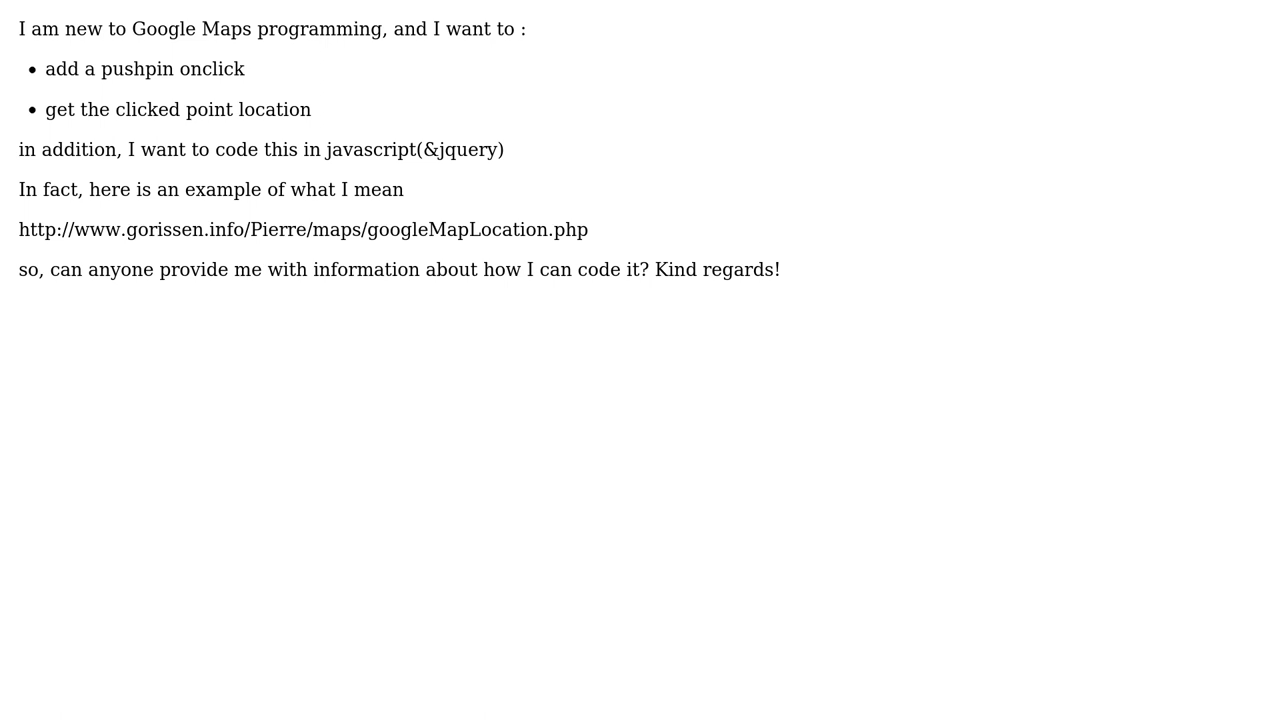 I am new to Google Maps programming, and I want to :
• add a pushpin onclick
• get the clicked point location
in addition, I want to code this in javascript(&jquery)
In fact, here is an example of what I mean
http://www.gorissen.info/Pierre/maps/googleMapLocation.php
so, can anyone provide me with information about how I can code it? Kind regards!